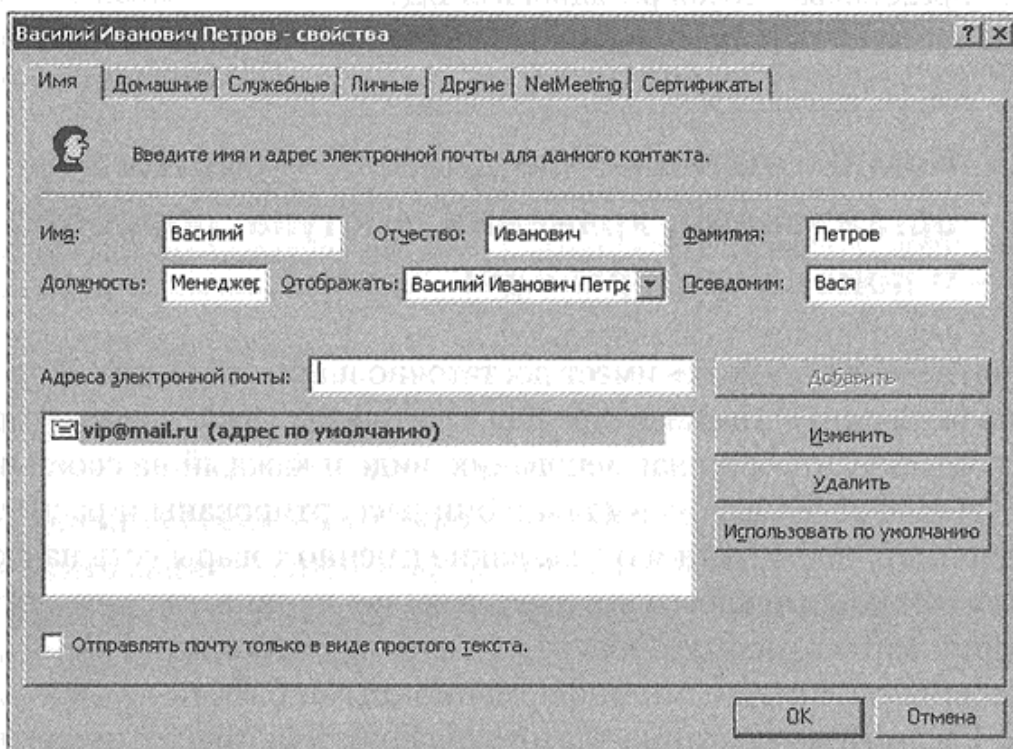 Василий Иванович Петров - свойства
Имя Домашние Служебные Личные Другие NetMeeting Сертификаты
Введите имя и адрес электронной почты для данного контакта.
Имя: Василий Отчество: Иванович Фамилия: Петров
Должность: Менеджер Отображать: Василий Иванович Петрс Псевдоним: Вася
Адреса электронной почты: Добавить
vip@mail.ru (адрес по умолчанию)
Изменить
Удалить
Использовать по умолчанию
Отправлять почту только в виде простого текста.
OK Отмена